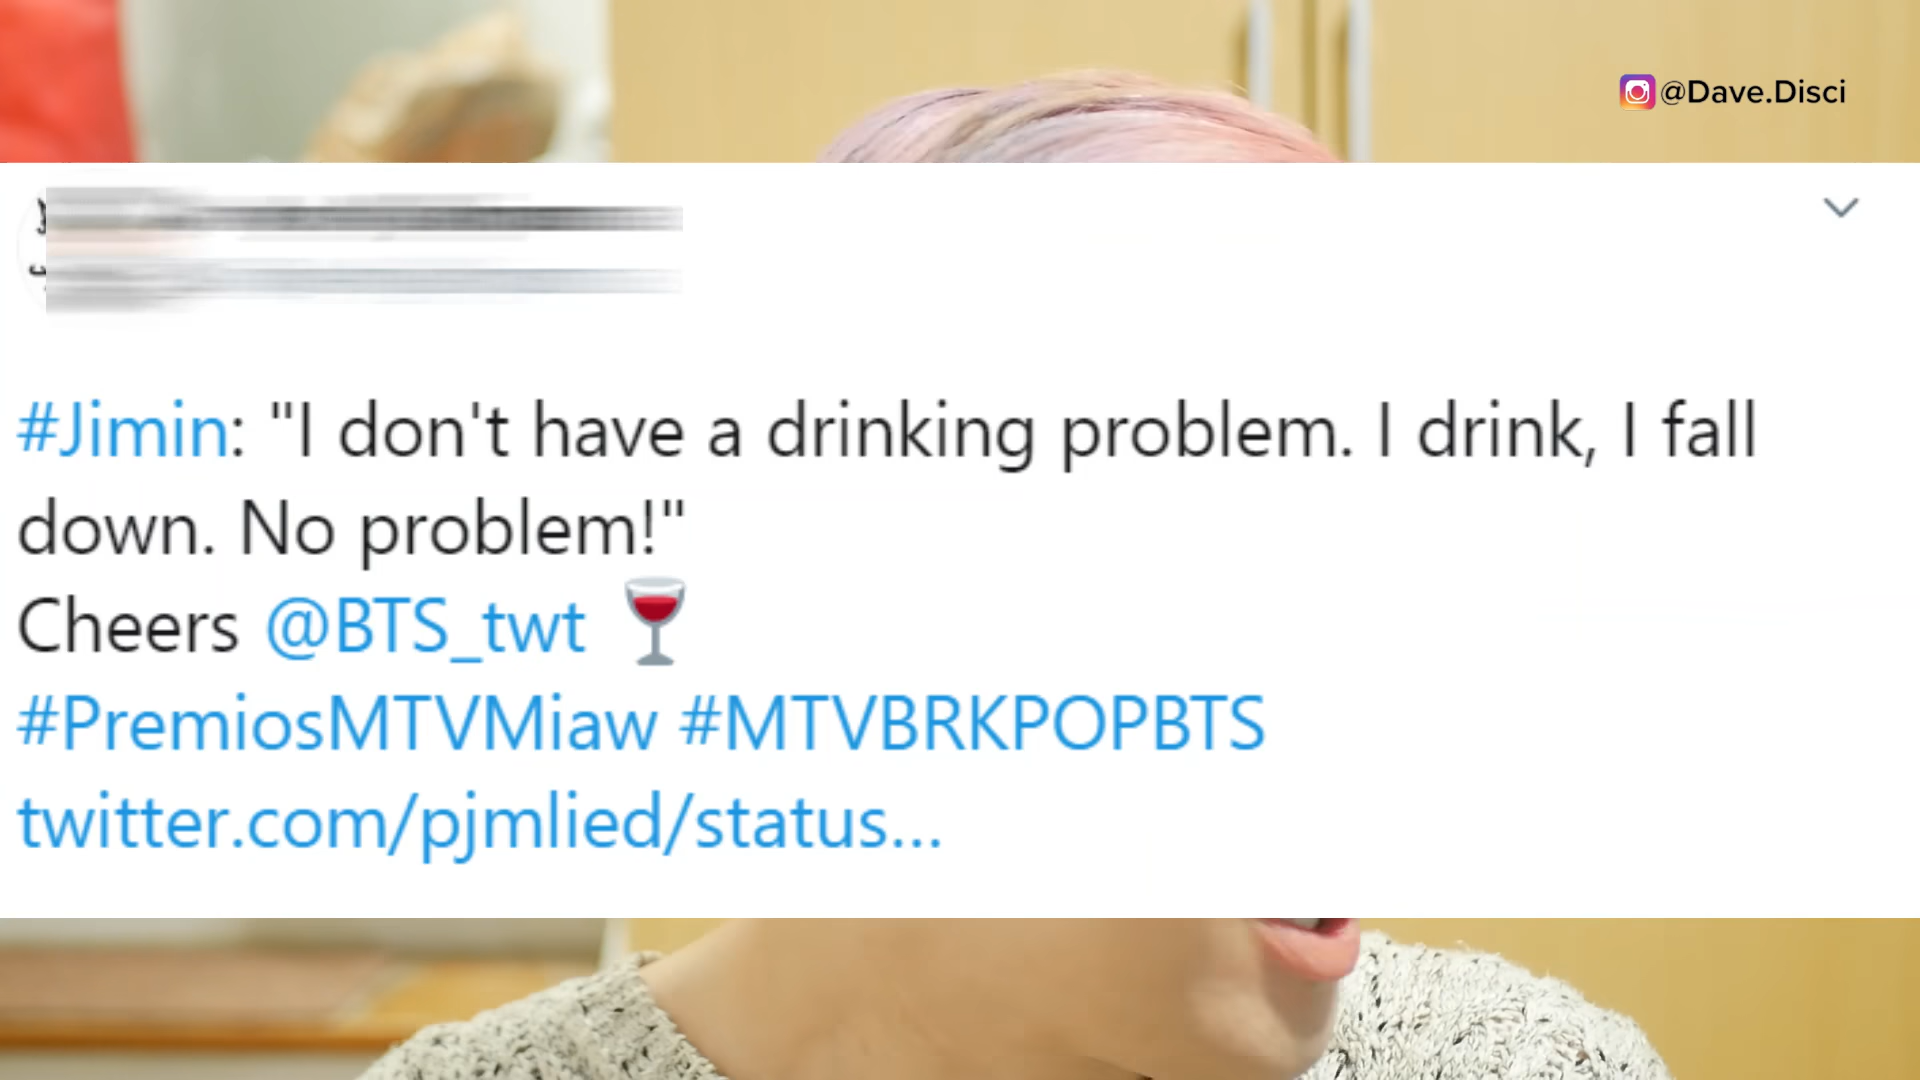 @Dave.Disci
#Jimin: "I don't have a drinking problem. I drink, I fall
down. No problem!"
Cheers @BTS_twt
#PremiosMTVMiaw #MTVBRKPOPBTS
twitter.com/pjmlied/status...